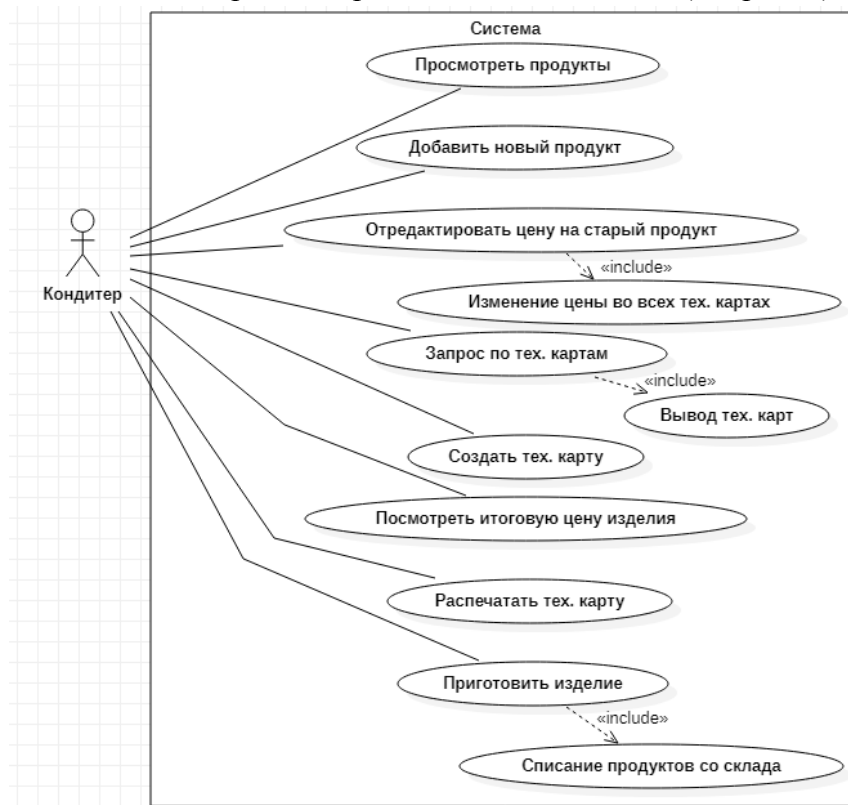 Система
Просмотреть продукты
Добавить новый продукт
Отредактировать цену на старый продукт
«include»
Кондитер
Изменение цены во всех тех. картах
Запрос по тех. картам
«include»
Вывод тех. карт
Создать тех. карту
Посмотреть итоговую цену изделия
Распечатать тех. карту
Приготовить изделие
«include»
Списание продуктов со склада